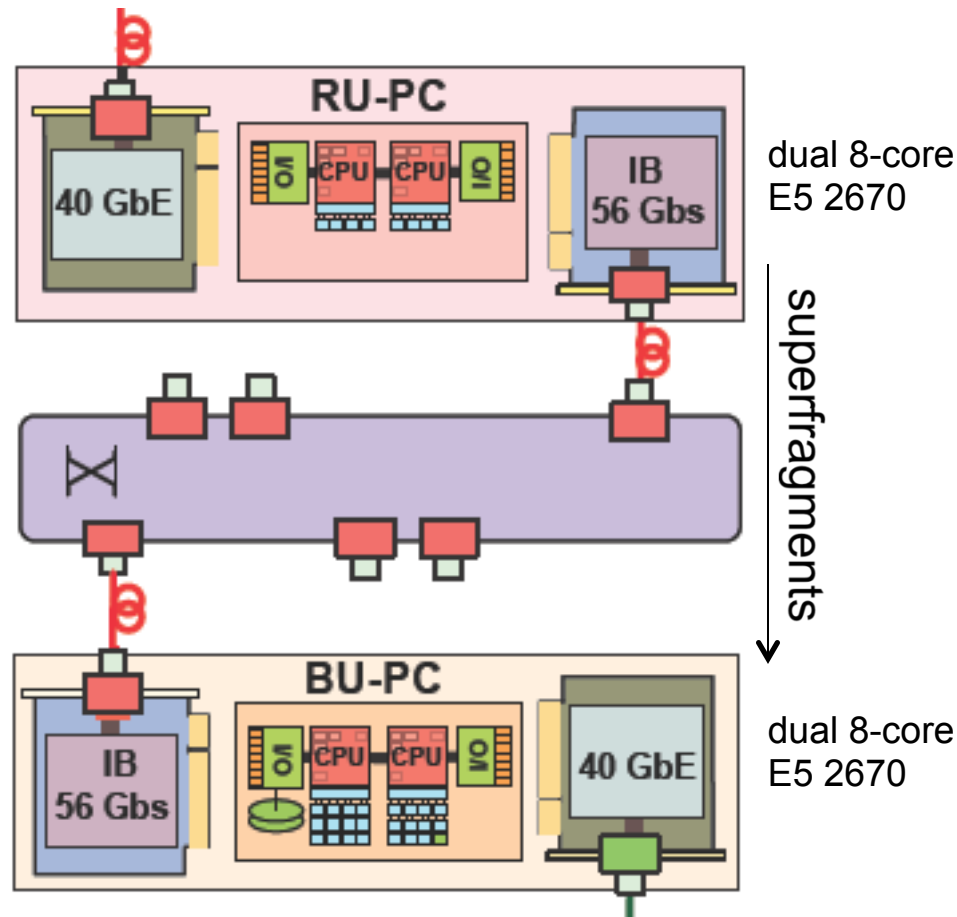 RU-PC
40 GbE
I/O
CPU
CPU
I/O
IB
56 Gbs
dual 8-core
E5 2670
superfragments
BU-PC
IB
56 Gbs
I/O
CPU
CPU
I/O
40 GbE
dual 8-core
E5 2670